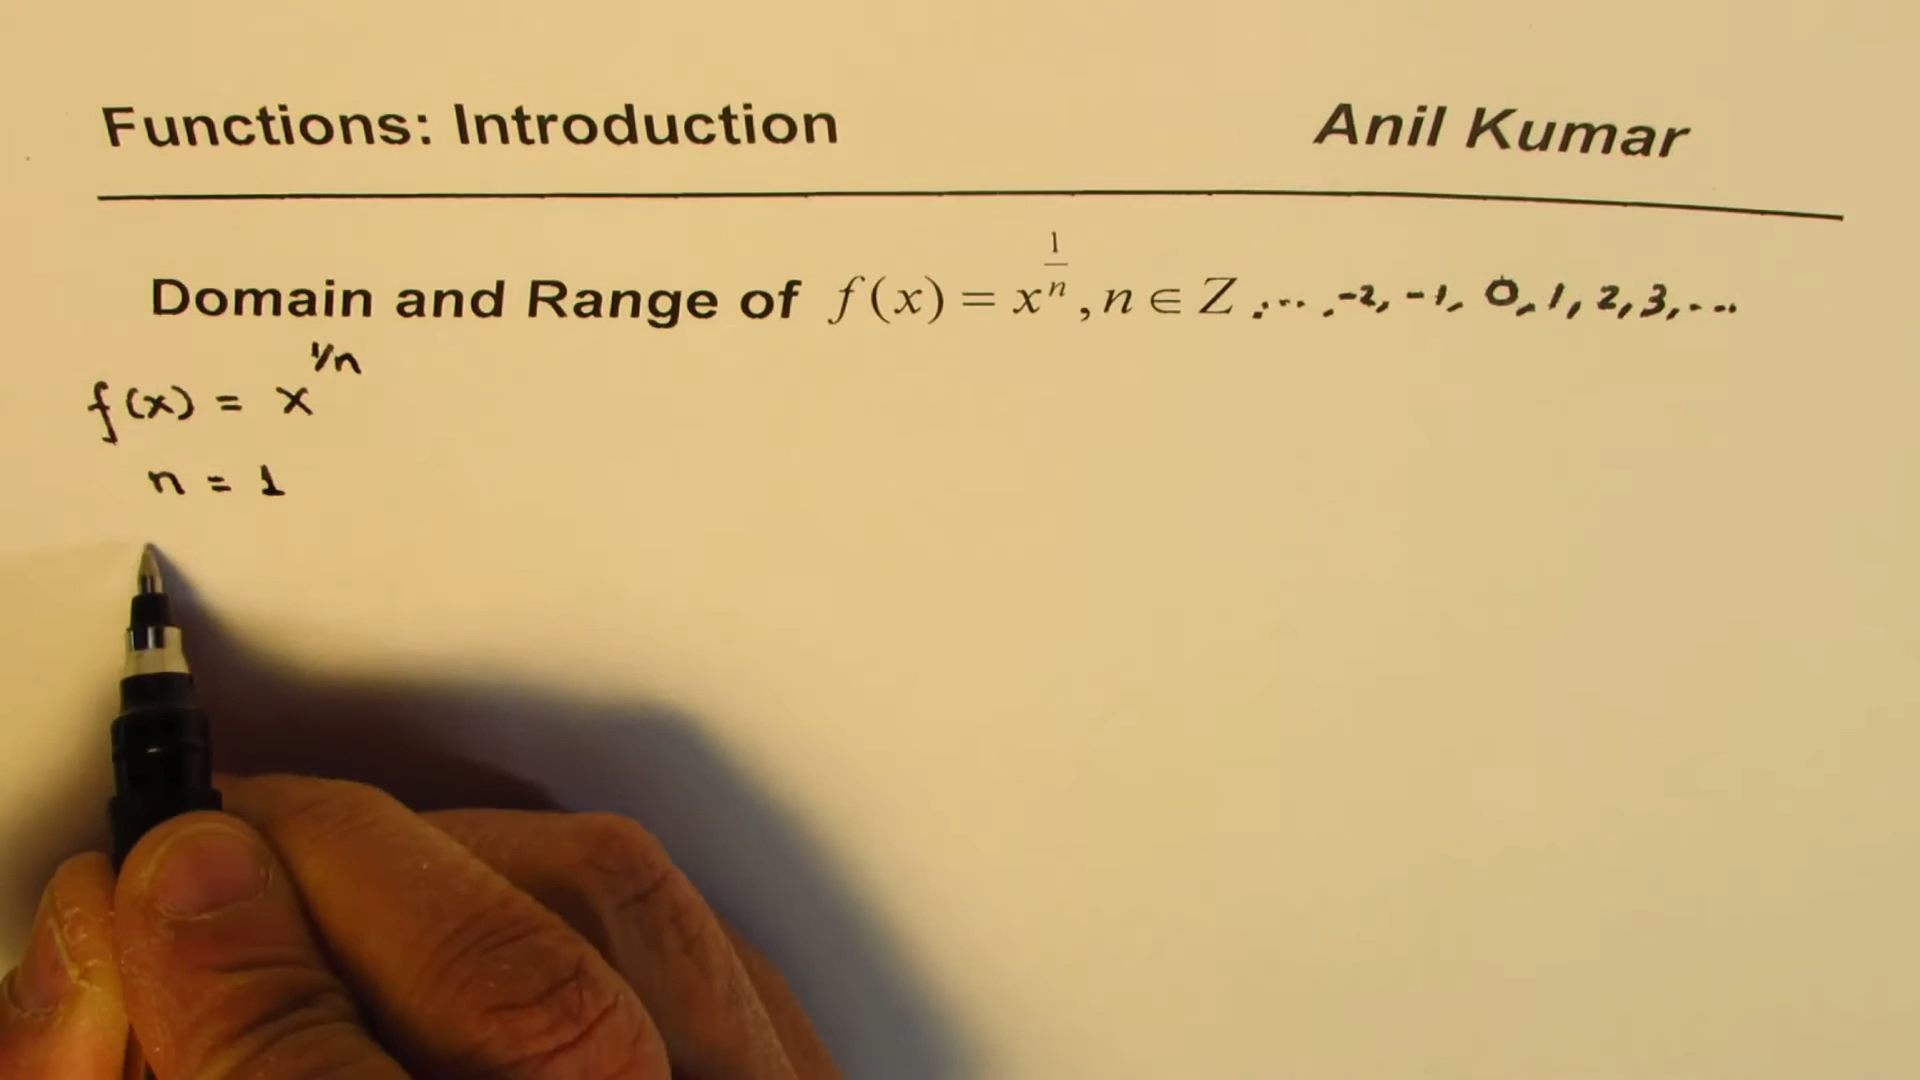 Functions: Introduction Anil Kumar
Domain and Range of f(x) = x^{1/n}, n ∈ Z ... , -2, -1, 0, 1, 2, 3, ...
f(x) = x^{1/n}
n = 1